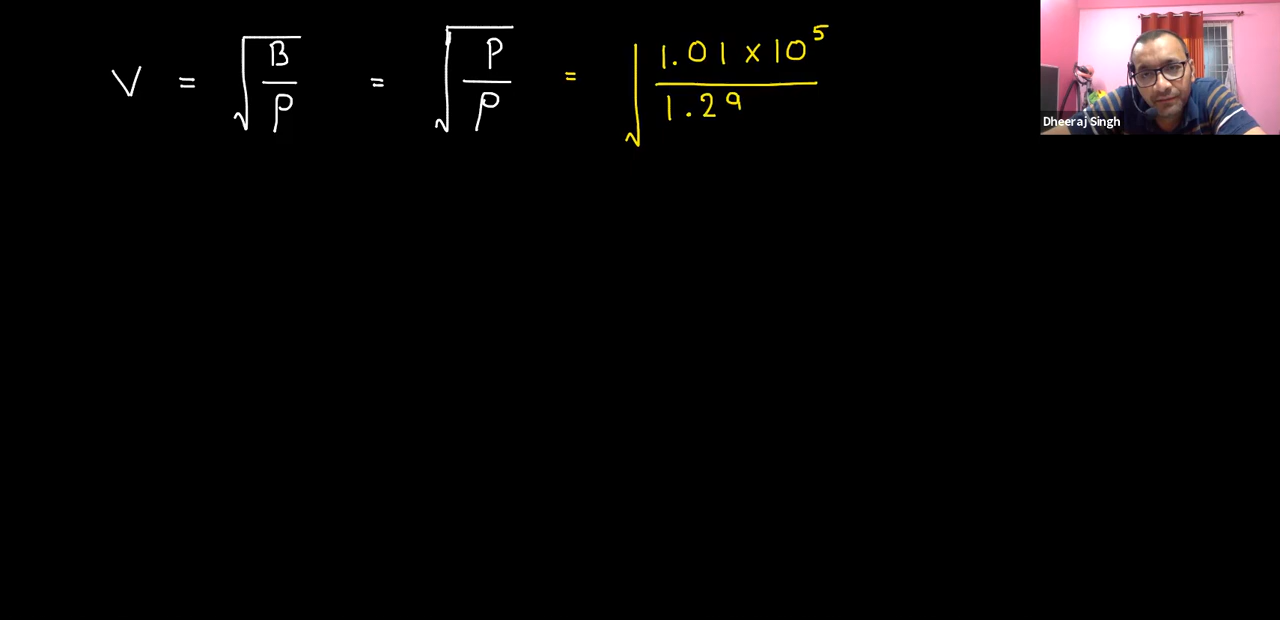 V = √(B/ρ) = √(P/ρ) = √(1.01 × 10⁵/1.29)
Dheeraj Singh